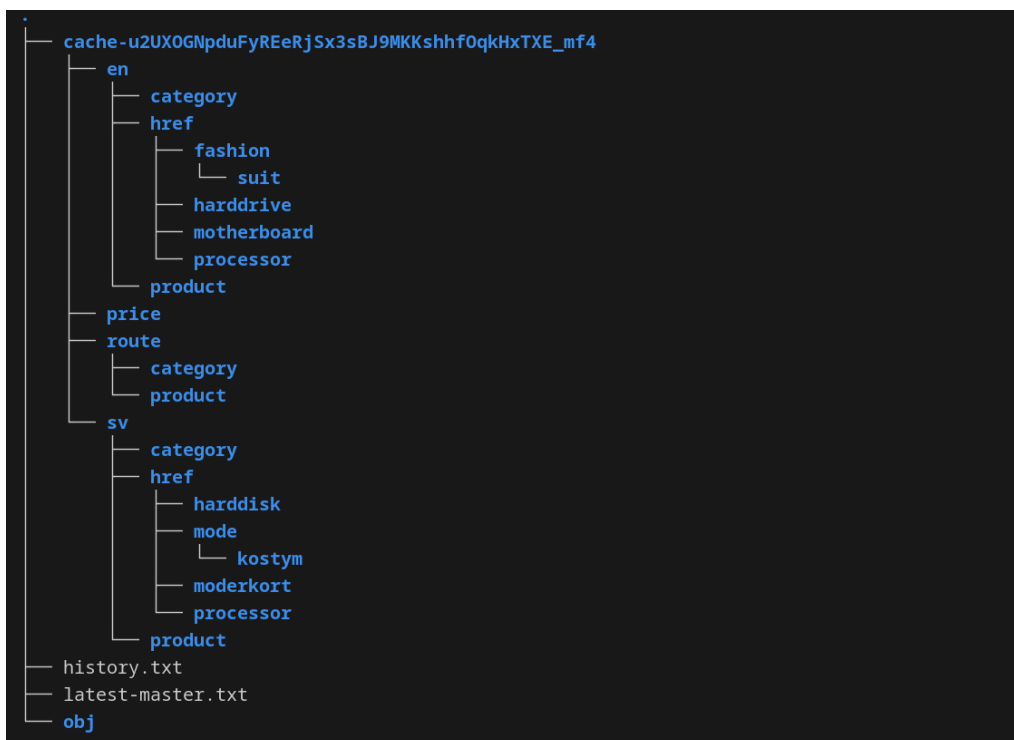 .
├── cache-u2UXOGNpduFyREeRjSx3sBJ9MKKshhfOqkHxTXE_mf4
│   ├── en
│   │   ├── category
│   │   ├── href
│   │   │   ├── fashion
│   │   │   │   └── suit
│   │   │   ├── harddrive
│   │   │   ├── motherboard
│   │   │   └── processor
│   │   └── product
│   ├── price
│   ├── route
│   │   ├── category
│   │   └── product
│   └── sv
│       ├── category
│       ├── href
│       │   ├── harddisk
│       │   ├── mode
│       │   │   └── kostym
│       │   ├── moderkort
│       │   └── processor
│       └── product
├── history.txt
├── latest-master.txt
└── obj